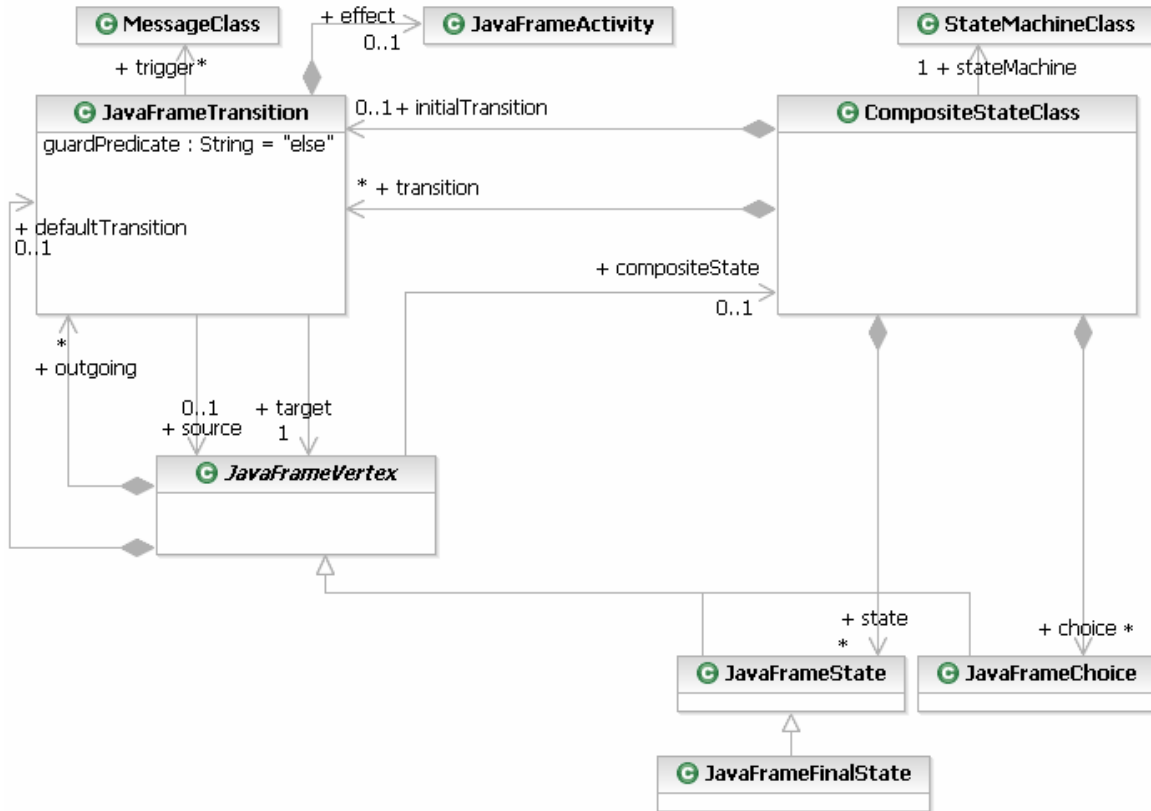 + effect
MessageClass
JavaFrameActivity
StateMachineClass
0..1
+ trigger*
1 + stateMachine
JavaFrameTransition
0..1 + initialTransition
CompositeStateClass
guardPredicate : String = "else"
* + transition
+ defaultTransition
0..1
+ compositeState
0..1
*
+ outgoing
0..1
+ source
+ target
1
JavaFrameVertex
+ state
*
+ choice *
JavaFrameState
JavaFrameChoice
JavaFrameFinalState